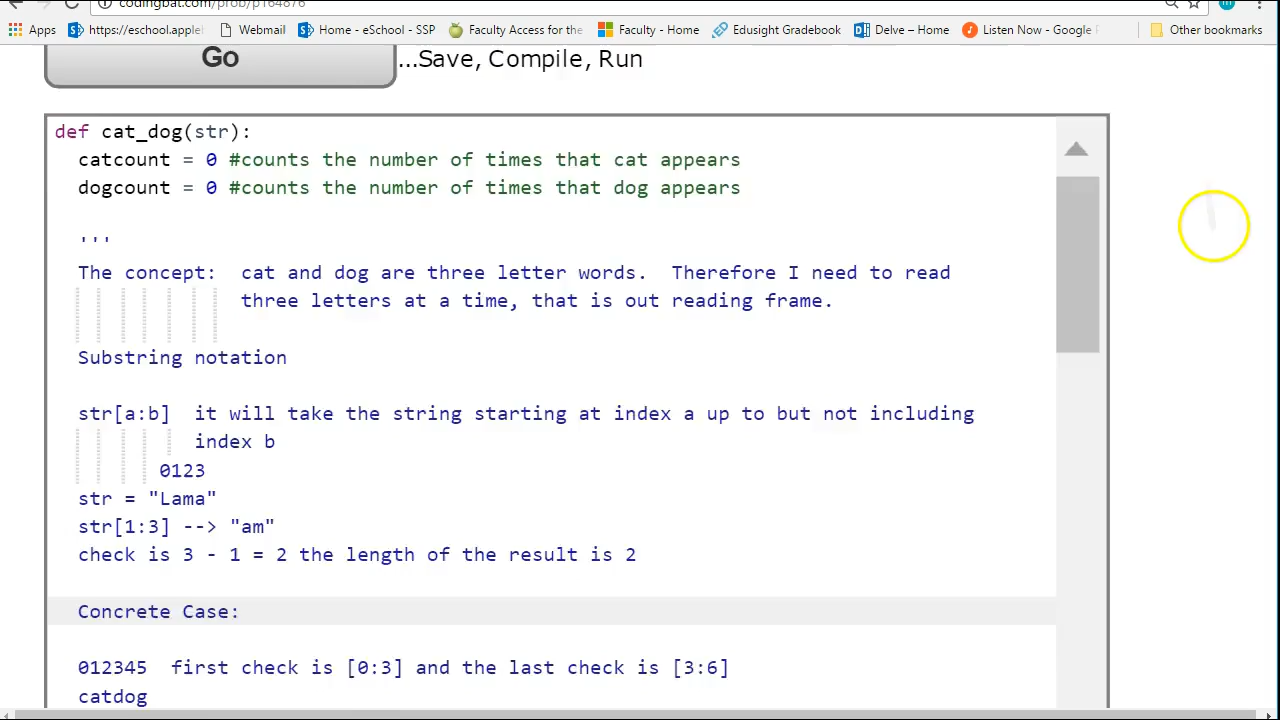 codingbat.com/prob/p164876
Apps https://eschool.apple Webmail Home - eSchool - SSP Faculty Access for the Faculty - Home Edusight Gradebook Delve – Home Listen Now - Google Other bookmarks
Go ...Save, Compile, Run
def cat_dog(str):
catcount = 0 #counts the number of times that cat appears
dogcount = 0 #counts the number of times that dog appears
'''
The concept: cat and dog are three letter words. Therefore I need to read
three letters at a time, that is out reading frame.
Substring notation
str[a:b] it will take the string starting at index a up to but not including
index b
0123
str = "Lama"
str[1:3] --> "am"
check is 3 - 1 = 2 the length of the result is 2
Concrete Case:
012345 first check is [0:3] and the last check is [3:6]
catdog